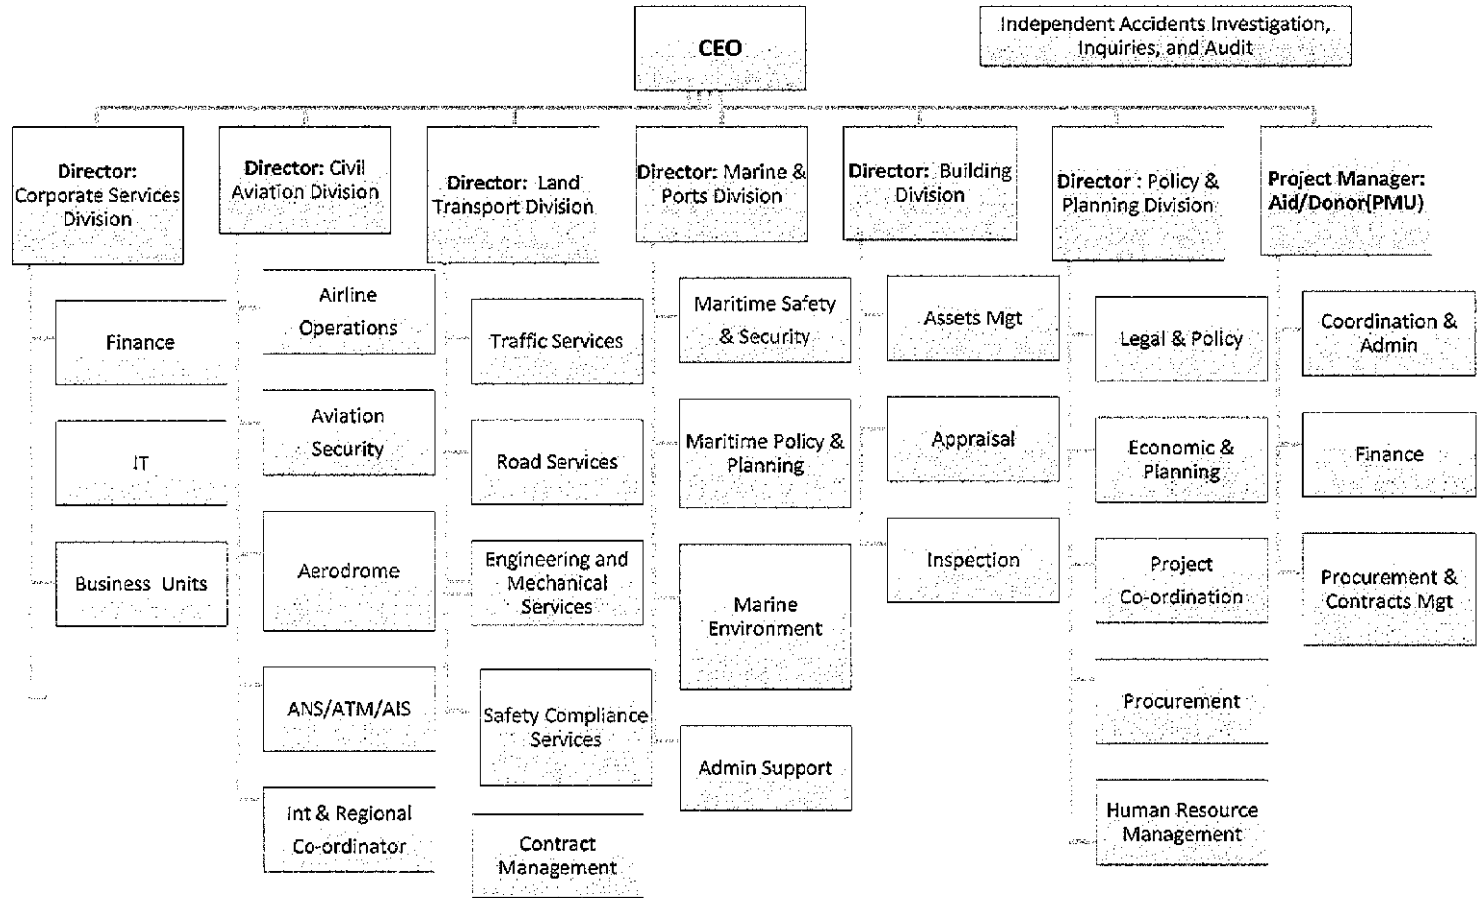 CEO
Independent Accidents Investigation,
Inquiries, and Audit
Director:
Corporate Services
Division
Director: Civil
Aviation Division
Director: Land
Transport Division
Director: Marine &
Ports Division
Director: Building
Division
Director : Policy &
Planning Division
Project Manager:
Aid/Donor(PMU)
Finance
IT
Business Units
Airline
Operations
Aviation
Security
Aerodrome
ANS/ATM/AIS
Int & Regional
Co-ordinator
Traffic Services
Road Services
Engineering and
Mechanical
Services
Safety Compliance
Services
Contract
Management
Maritime Safety
& Security
Maritime Policy &
Planning
Marine
Environment
Admin Support
Assets Mgt
Appraisal
Inspection
Legal & Policy
Economic &
Planning
Project
Co-ordination
Procurement
Human Resource
Management
Coordination &
Admin
Finance
Procurement &
Contracts Mgt